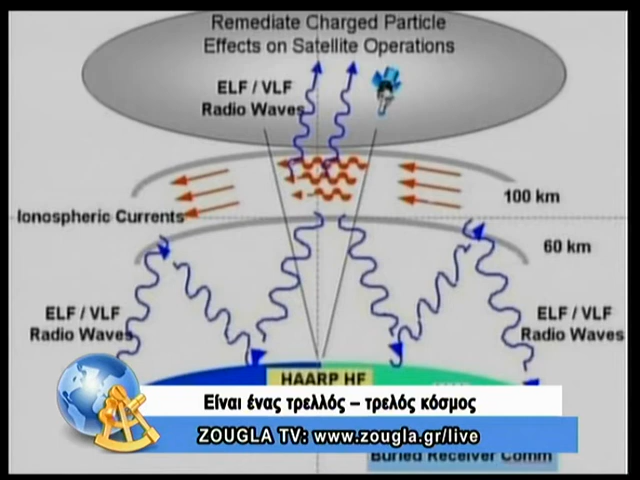 Remediate Charged Particle
Effects on Satellite Operations
ELF / VLF
Radio Waves
100 km
Ionospheric Currents
60 km
ELF / VLF
Radio Waves
ELF / VLF
Radio Waves
HAARP HF
Είναι ένας τρελλός – τρελός κόσμος
ZOUGLA TV: www.zougla.gr/live
Buried Receiver Comm